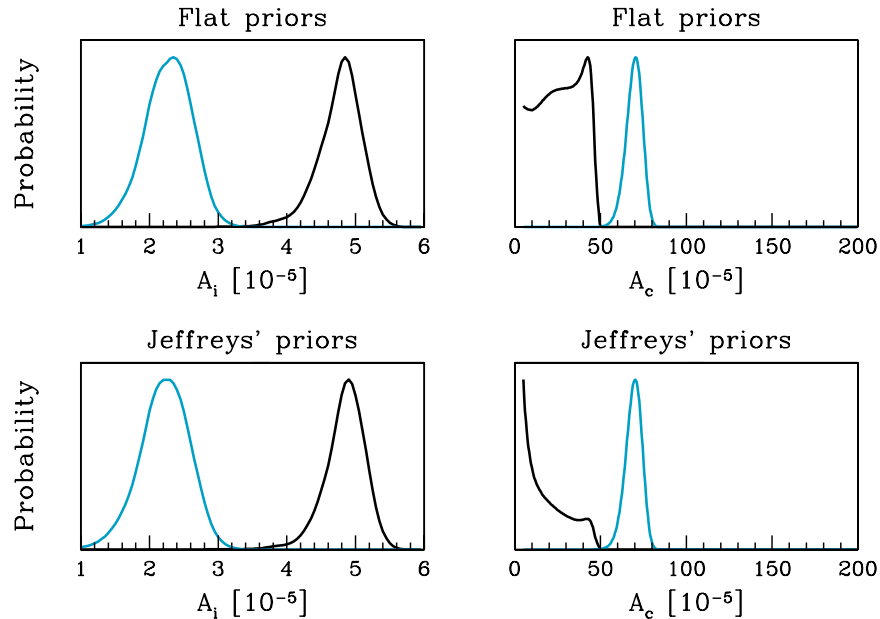 Flat priors
Flat priors
Probability
1 2 3 4 5 6
0 50 100 150 200
A_i [10^-5]
A_c [10^-5]
Jeffreys' priors
Jeffreys' priors
Probability
1 2 3 4 5 6
0 50 100 150 200
A_i [10^-5]
A_c [10^-5]